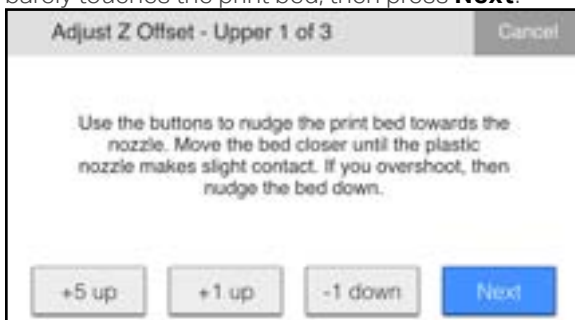 barely touches the print bed, then press Next.
Adjust Z Offset - Upper 1 of 3
Cancel
Use the buttons to nudge the print bed towards the
nozzle. Move the bed closer until the plastic
nozzle makes slight contact. If you overshoot, then
nudge the bed down.
+5 up
+1 up
-1 down
Next